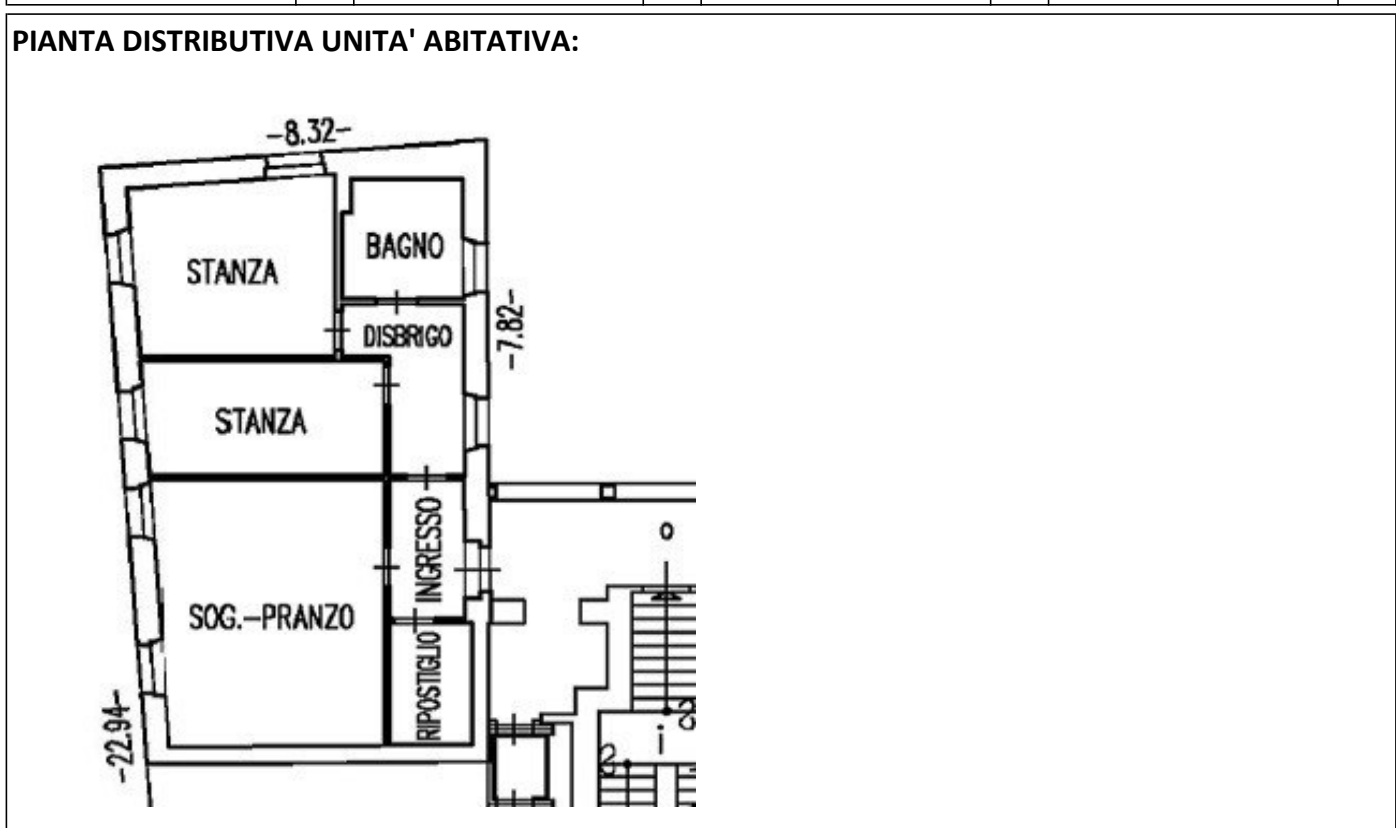 PIANTA DISTRIBUTIVA UNITA' ABITATIVA:
-8.32-
BAGNO
STANZA
-7.82-
DISBRIGO
STANZA
INGRESSO
SOG.-PRANZO
RIPOSTIGLIO
-22.94-